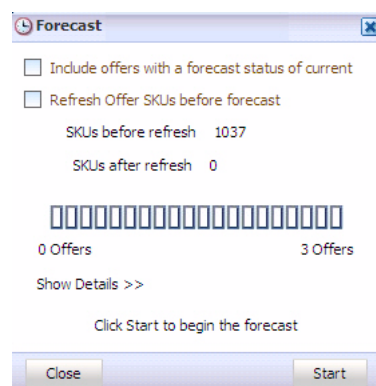 Forecast
Include offers with a forecast status of current
Refresh Offer SKUs before forecast
SKUs before refresh 1037
SKUs after refresh 0
0 Offers 3 Offers
Show Details >>
Click Start to begin the forecast
Close Start